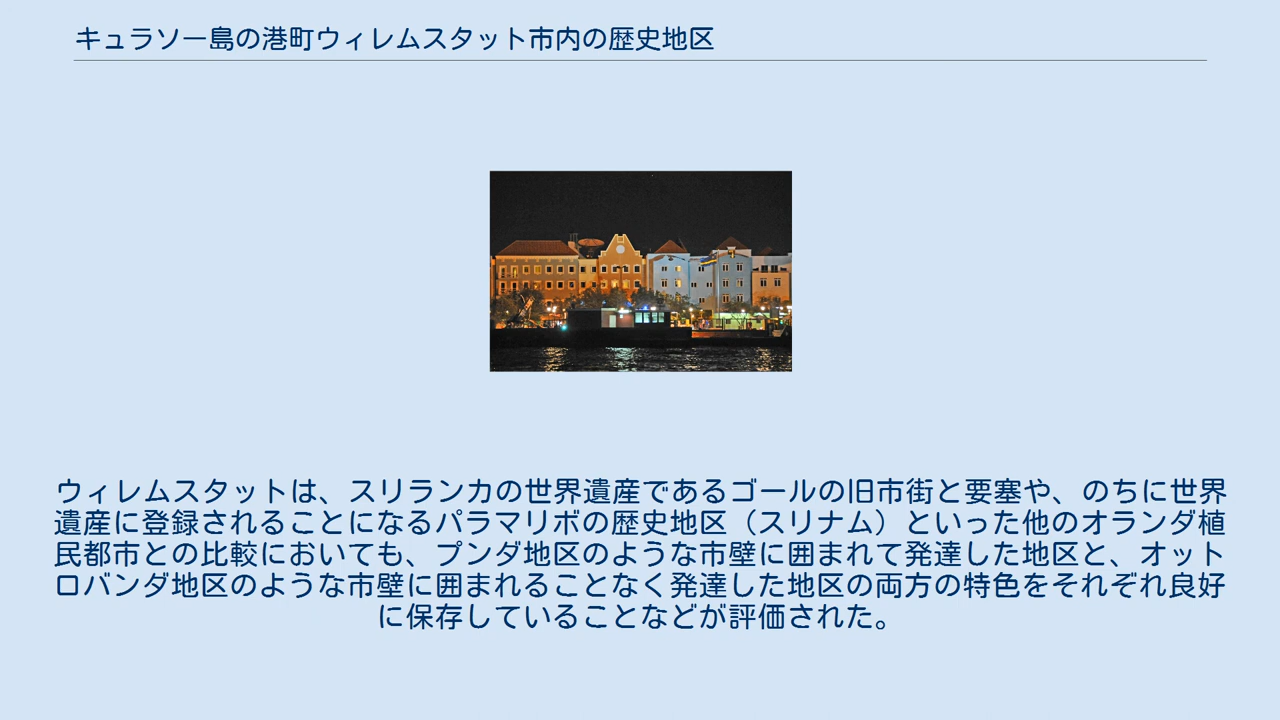 キュラソー島の港町ウィレムスタット市内の歴史地区
ウィレムスタットは、スリランカの世界遺産であるゴールの旧市街と要塞や、のちに世界
遺産に登録されることになるパラマリボの歴史地区（スリナム）といった他のオランダ植
民都市との比較においても、プンダ地区のような市壁に囲まれて発達した地区と、オット
ロバンダ地区のような市壁に囲まれることなく発達した地区の両方の特色をそれぞれ良好
に保存していることなどが評価された。